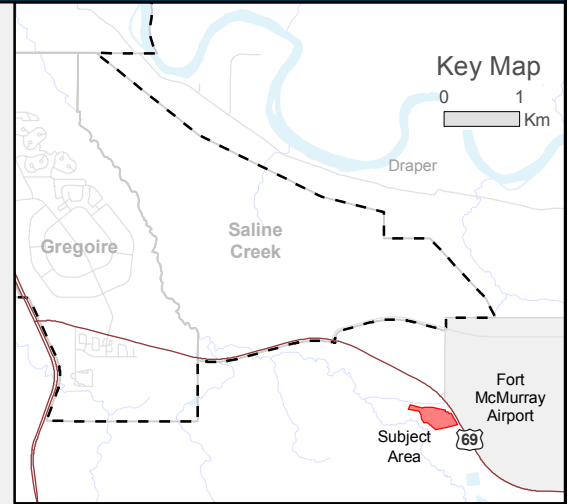 Key Map
0 1
Km
Draper
Saline
Creek
Gregoire
Fort
McMurray
Airport
Subject
Area
69